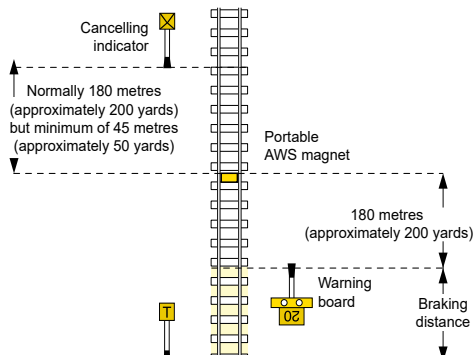 Cancelling
indicator
Normally 180 metres
(approximately 200 yards)
but minimum of 45 metres
(approximately 50 yards)
Portable
AWS magnet
180 metres
(approximately 200 yards)
Warning
board
20
Braking
distance
T